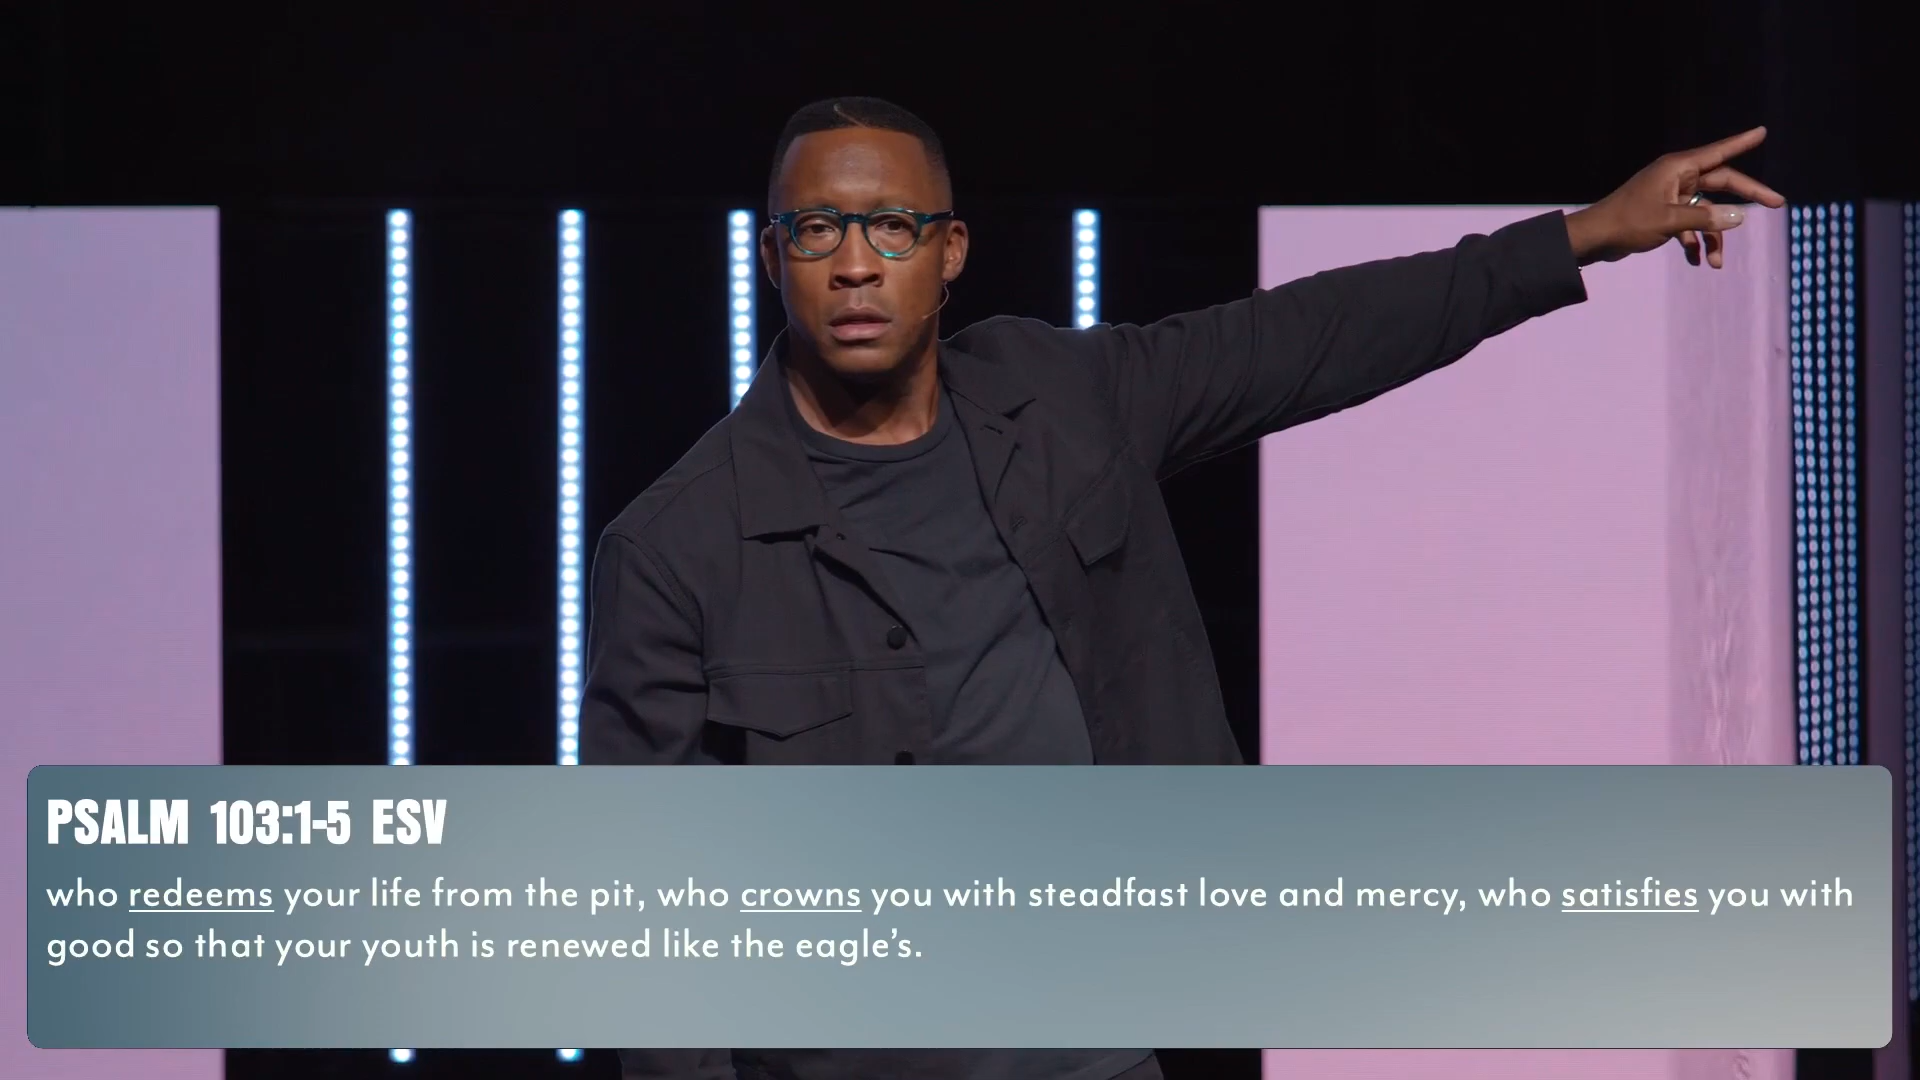 PSALM 103:1-5 ESV
who redeems your life from the pit, who crowns you with steadfast love and mercy, who satisfies you with
good so that your youth is renewed like the eagle’s.